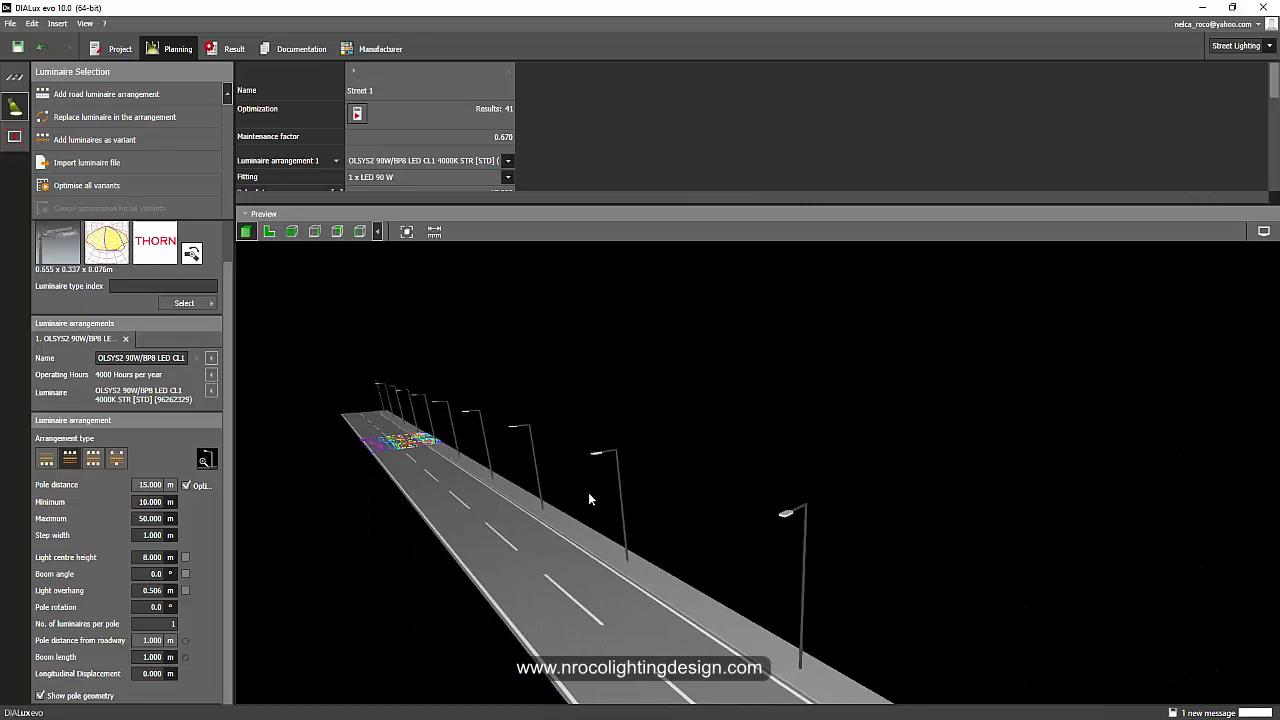 DIALux evo 10.0 (64-bit)
File Edit Insert View ?
nelca_roco@yahoo.com
Project Planning Result Documentation Manufacturer
Street Lighting
Luminaire Selection
Add road luminaire arrangement
Replace luminaire in the arrangement
Add luminaires as variant
Import luminaire file
Optimise all variants
Cancel optimization for all variants
THORN
0.655 x 0.337 x 0.076m
Luminaire type index
Select
Luminaire arrangements
1. OLSYS2 90W/BP8 LE...
Name OLSYS2 90W/BP8 LED CL1
Operating Hours 4000 Hours per year
Luminaire OLSYS2 90W/BP8 LED CL1
4000K STR [STD] (96262329)
Luminaire arrangement
Arrangement type
Pole distance 15.000 m Opti...
Minimum 10.000 m
Maximum 50.000 m
Step width 1.000 m
Light centre height 8.000 m
Boom angle 0.0 °
Light overhang 0.506 m
Pole rotation 0.0 °
No. of luminaires per pole 1
Pole distance from roadway 1.000 m
Boom length 1.000 m
Longitudinal Displacement 0.000 m
Show pole geometry
Name Street 1
Optimization Results: 41
Maintenance factor 0.670
Luminaire arrangement 1 OLSYS2 90W/BP8 LED CL1 4000K STR [STD] (
Fitting 1 x LED 90 W
Preview
www.nrocolightingdesign.com
DIALux evo
1 new message